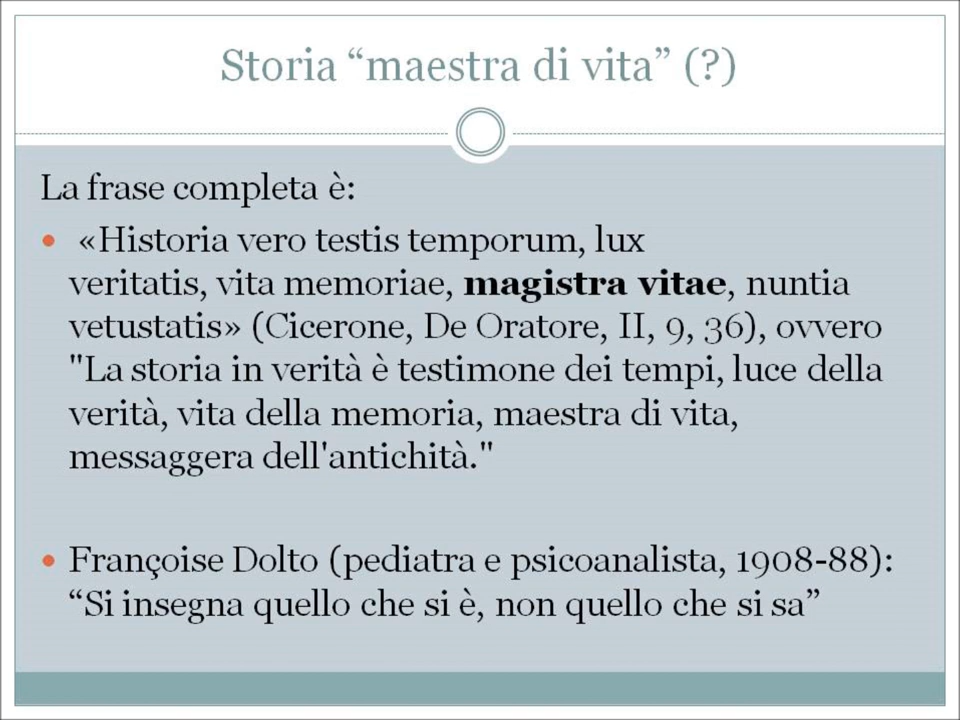 Storia “maestra di vita” (?)
La frase completa è:
• «Historia vero testis temporum, lux
veritatis, vita memoriae, magistra vitae, nuntia
vetustatis» (Cicerone, De Oratore, II, 9, 36), ovvero
"La storia in verità è testimone dei tempi, luce della
verità, vita della memoria, maestra di vita,
messaggera dell'antichità."
• Françoise Dolto (pediatra e psicoanalista, 1908-88):
“Si insegna quello che si è, non quello che si sa”